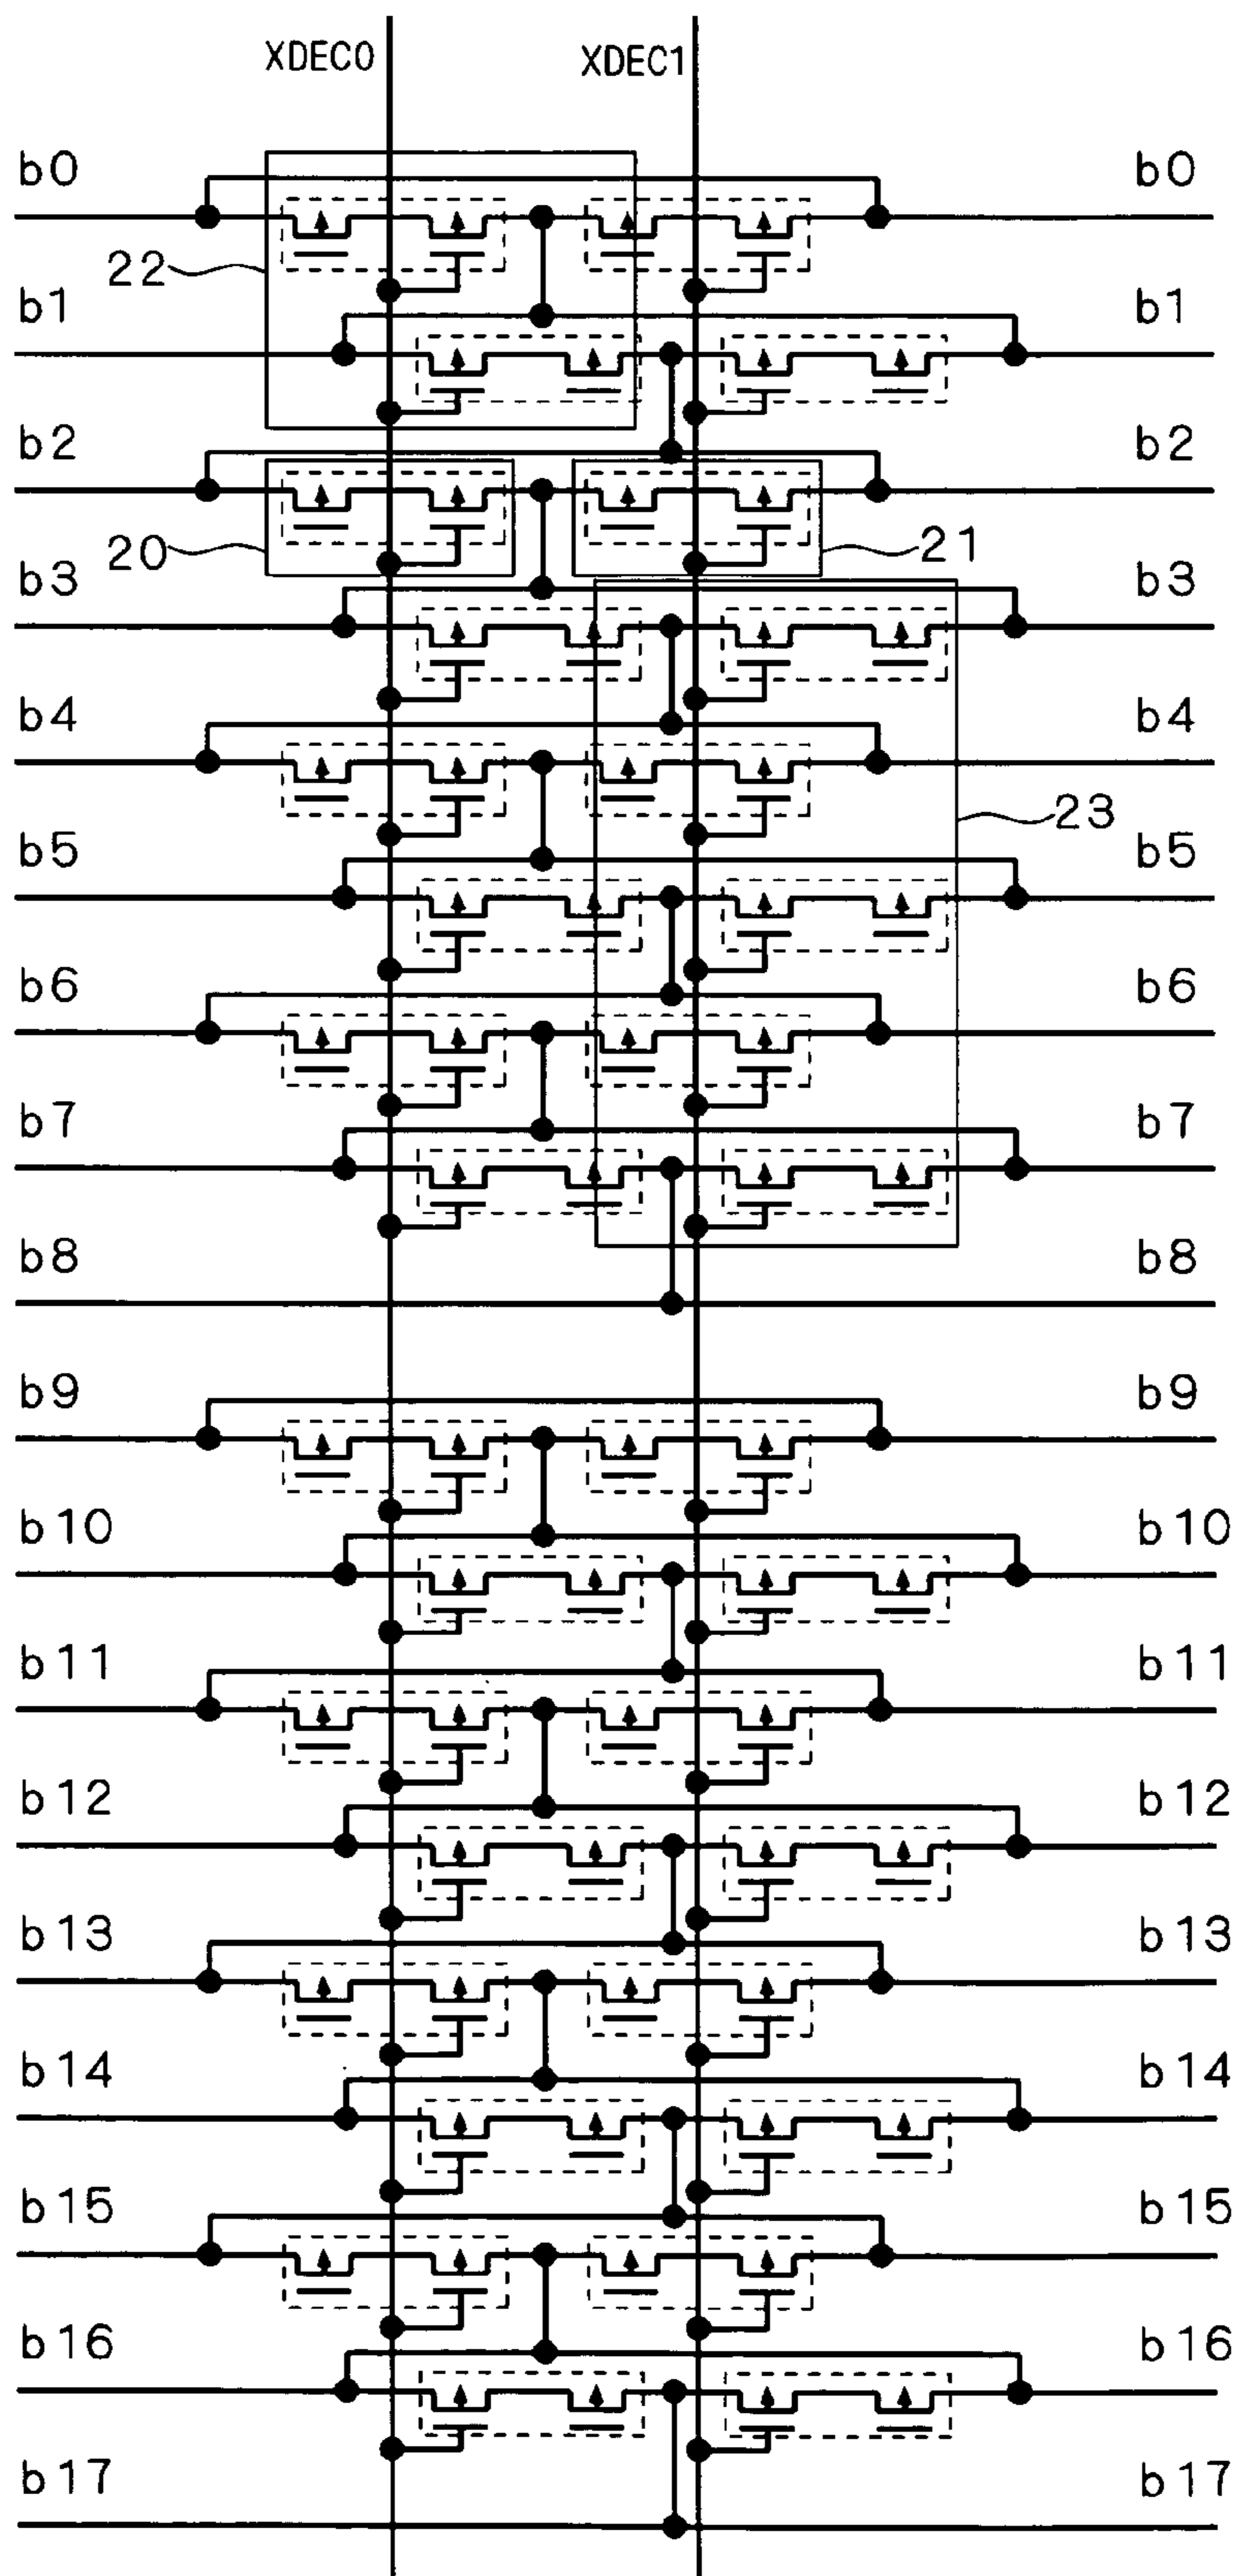 XDEC0 XDEC1
b0 b0
22
b1 b1
b2 b2
20 21
b3 b3
b4 b4
23
b5 b5
b6 b6
b7 b7
b8 b8
b9 b9
b10 b10
b11 b11
b12 b12
b13 b13
b14 b14
b15 b15
b16 b16
b17 b17